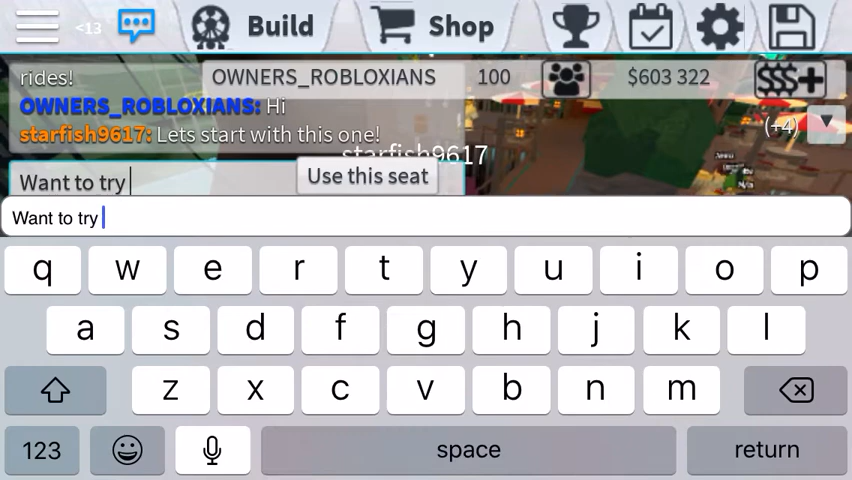 <13 Build Shop
rides!
OWNERS_ROBLOXIANS 100 $603 322 $$$+
OWNERS_ROBLOXIANS: Hi
starfish9617: Lets start with this one!
(+4)
starfish9617
Want to try
Use this seat
Want to try
q w e r t y u i o p
a s d f g h j k l
z x c v b n m
123 space return